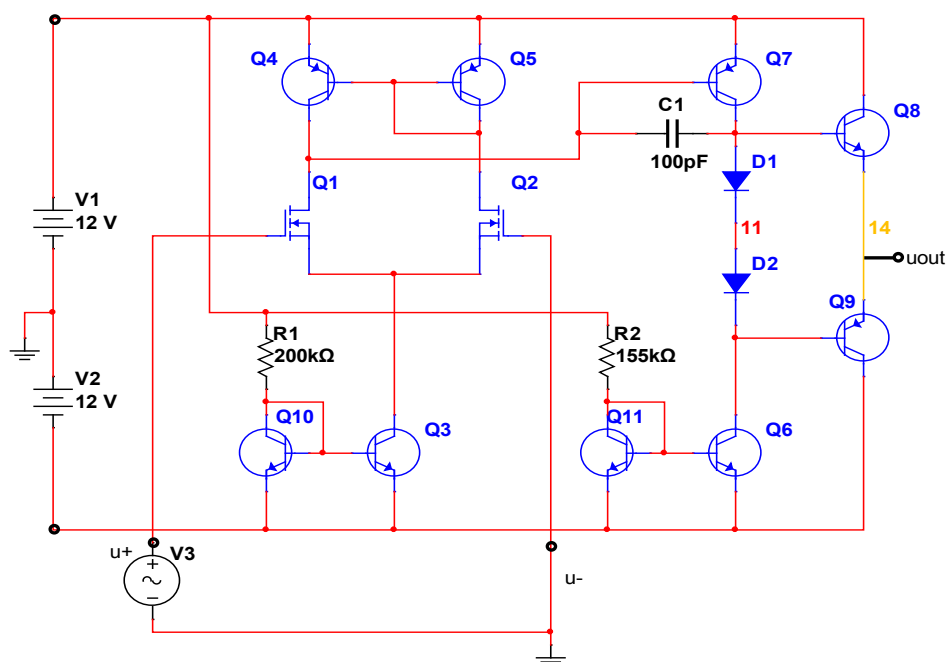 Q4
Q5
Q7
C1
Q8
100pF
D1
Q1
Q2
V1
12 V
11
14
uout
D2
Q9
R1
200kΩ
R2
155kΩ
V2
12 V
Q10
Q3
Q11
Q6
u+
V3
u-